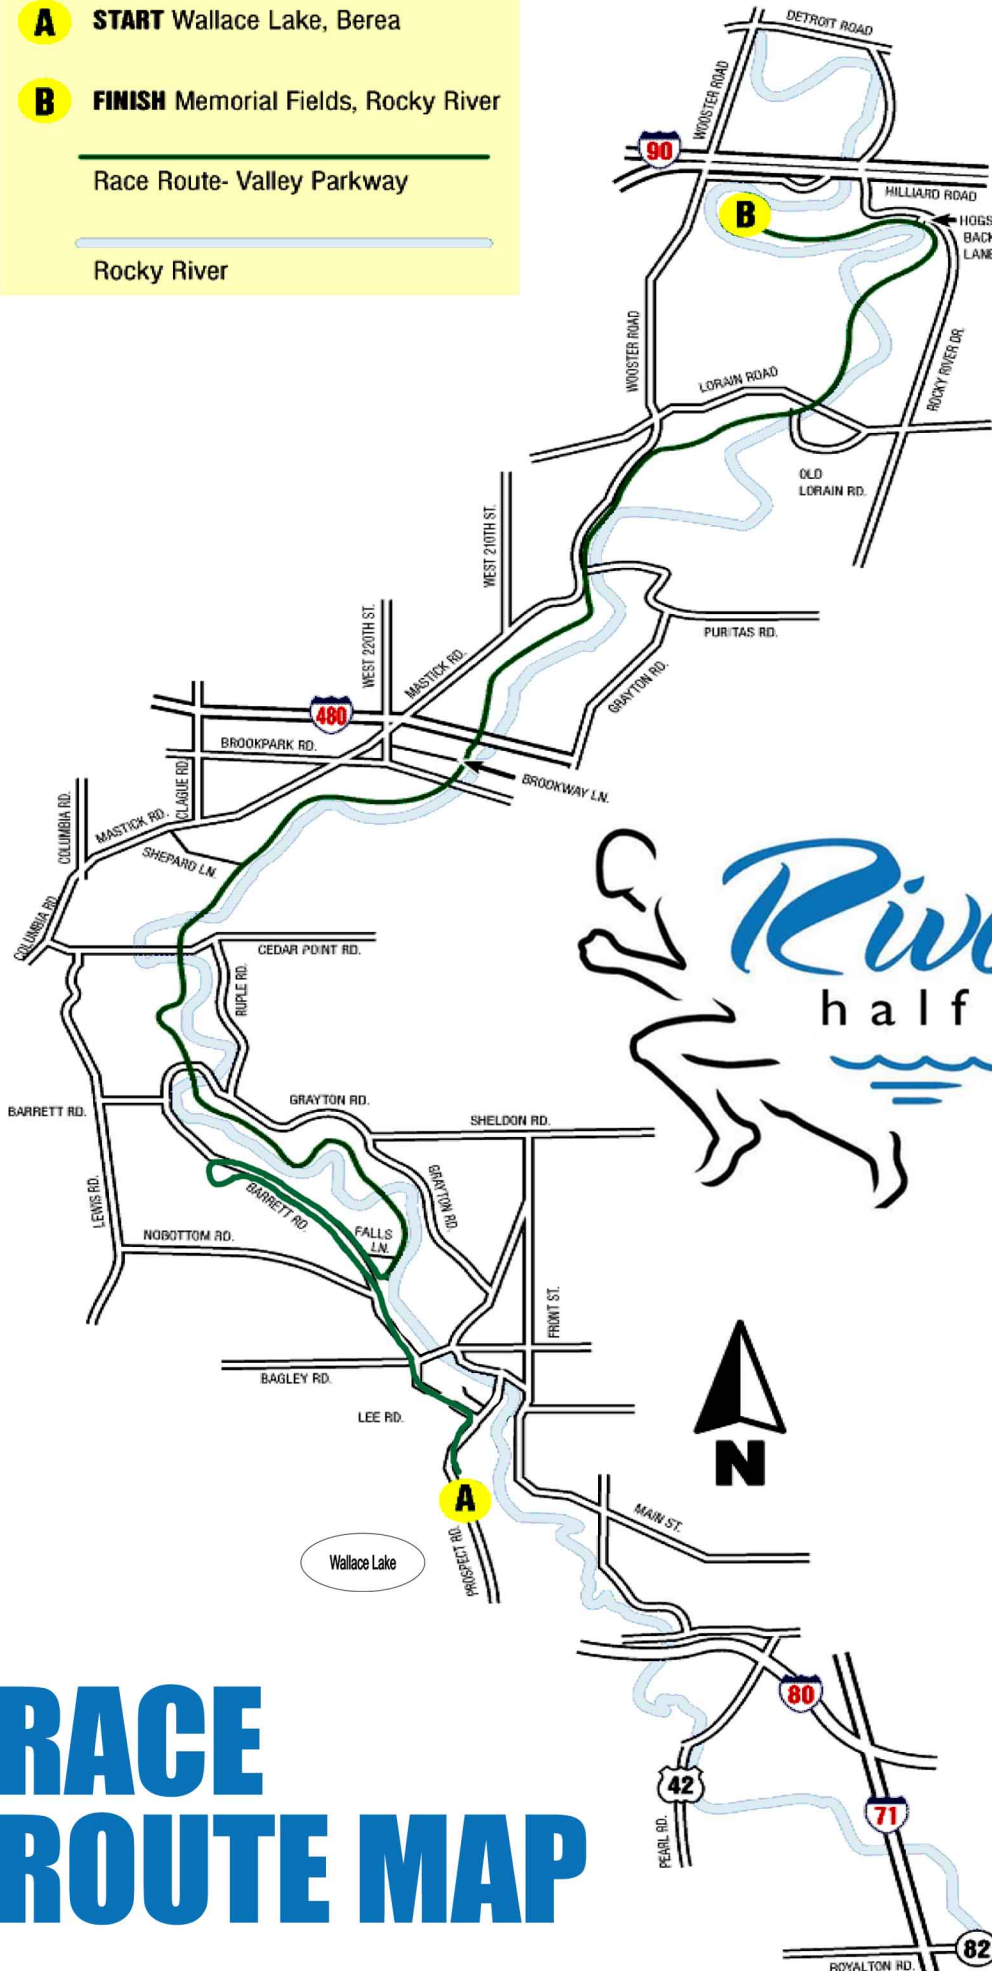 A START Wallace Lake, Berea
B FINISH Memorial Fields, Rocky River
Race Route- Valley Parkway
Rocky River
DETROIT ROAD
WOOSTER ROAD
90
HILLIARD ROAD
B
HOGS
BACK
LANE
WOOSTER ROAD
LORAIN ROAD
ROCKY RIVER DR.
OLD
LORAIN RD.
WEST 210TH ST.
WEST 220TH ST.
PURITAS RD.
MASTICK RD.
GRAYTON RD.
480
BROOKPARK RD.
CLAGUE RD.
BROOKWAY LN.
COLUMBIA RD.
MASTICK RD.
SHEPARD LN.
COLUMBIA RD.
CEDAR POINT RD.
RUPLE RD.
half
BARRETT RD.
GRAYTON RD.
SHELDON RD.
LEWIS RD.
BARRETT RD.
GRAYTON RD.
NOBOTTOM RD.
FALLS
LN.
FRONT ST.
BAGLEY RD.
LEE RD.
N
A
MAIN ST.
Wallace Lake
PROSPECT RD.
80
RACE
ROUTE MAP
42
71
PEARL RD.
82
ROYALTON RD.